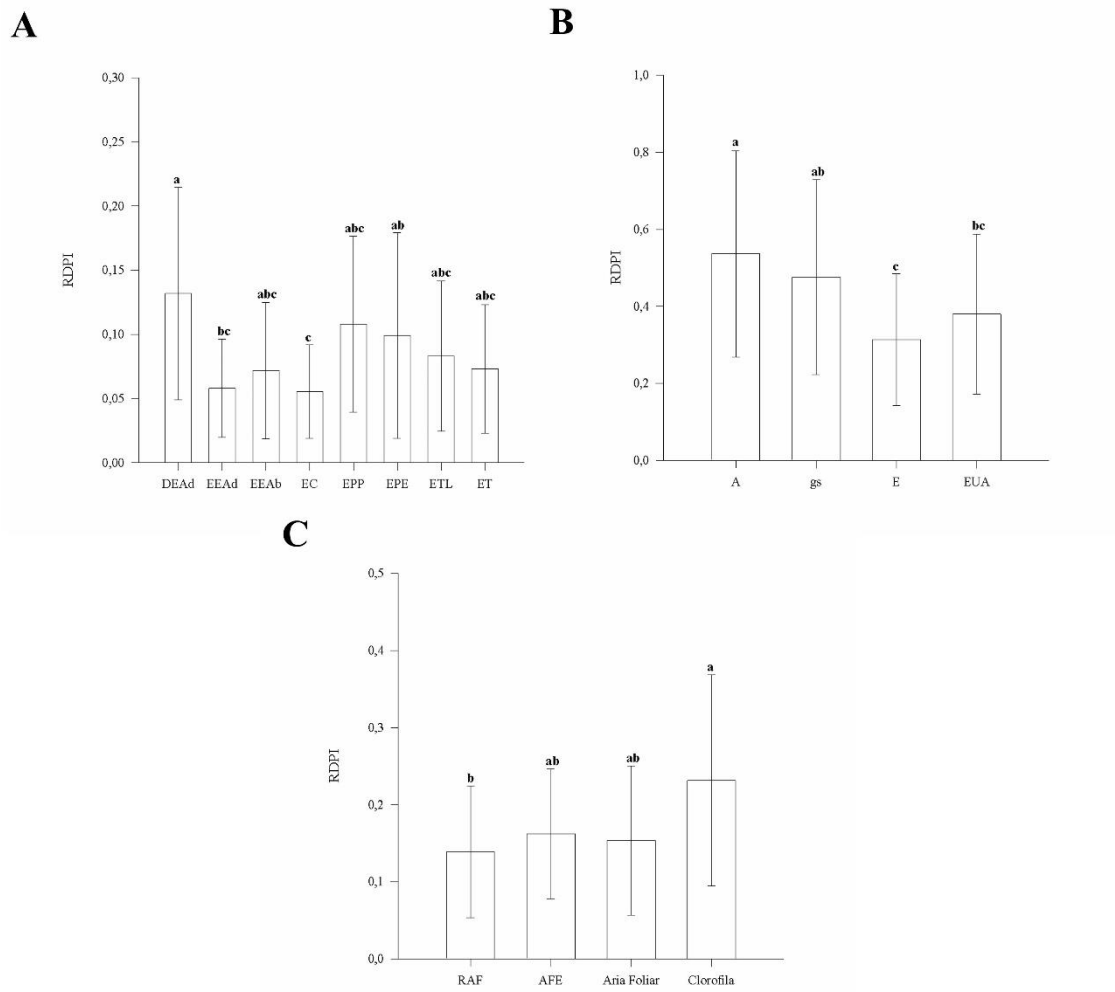 A
0,30
0,25
0,20
0,15
0,10
0,05
0,00
RDPI
a
bc
abc
c
abc
ab
abc
abc
DEAd EEAd EEAb EC EPP EPE ETL ET
B
1,0
0,8
0,6
0,4
0,2
0,0
RDPI
a
ab
c
bc
A gs E EUA
C
0,5
0,4
0,3
0,2
0,1
0,0
RDPI
b
ab
ab
a
RAF AFE Aria Foliar Clorofila